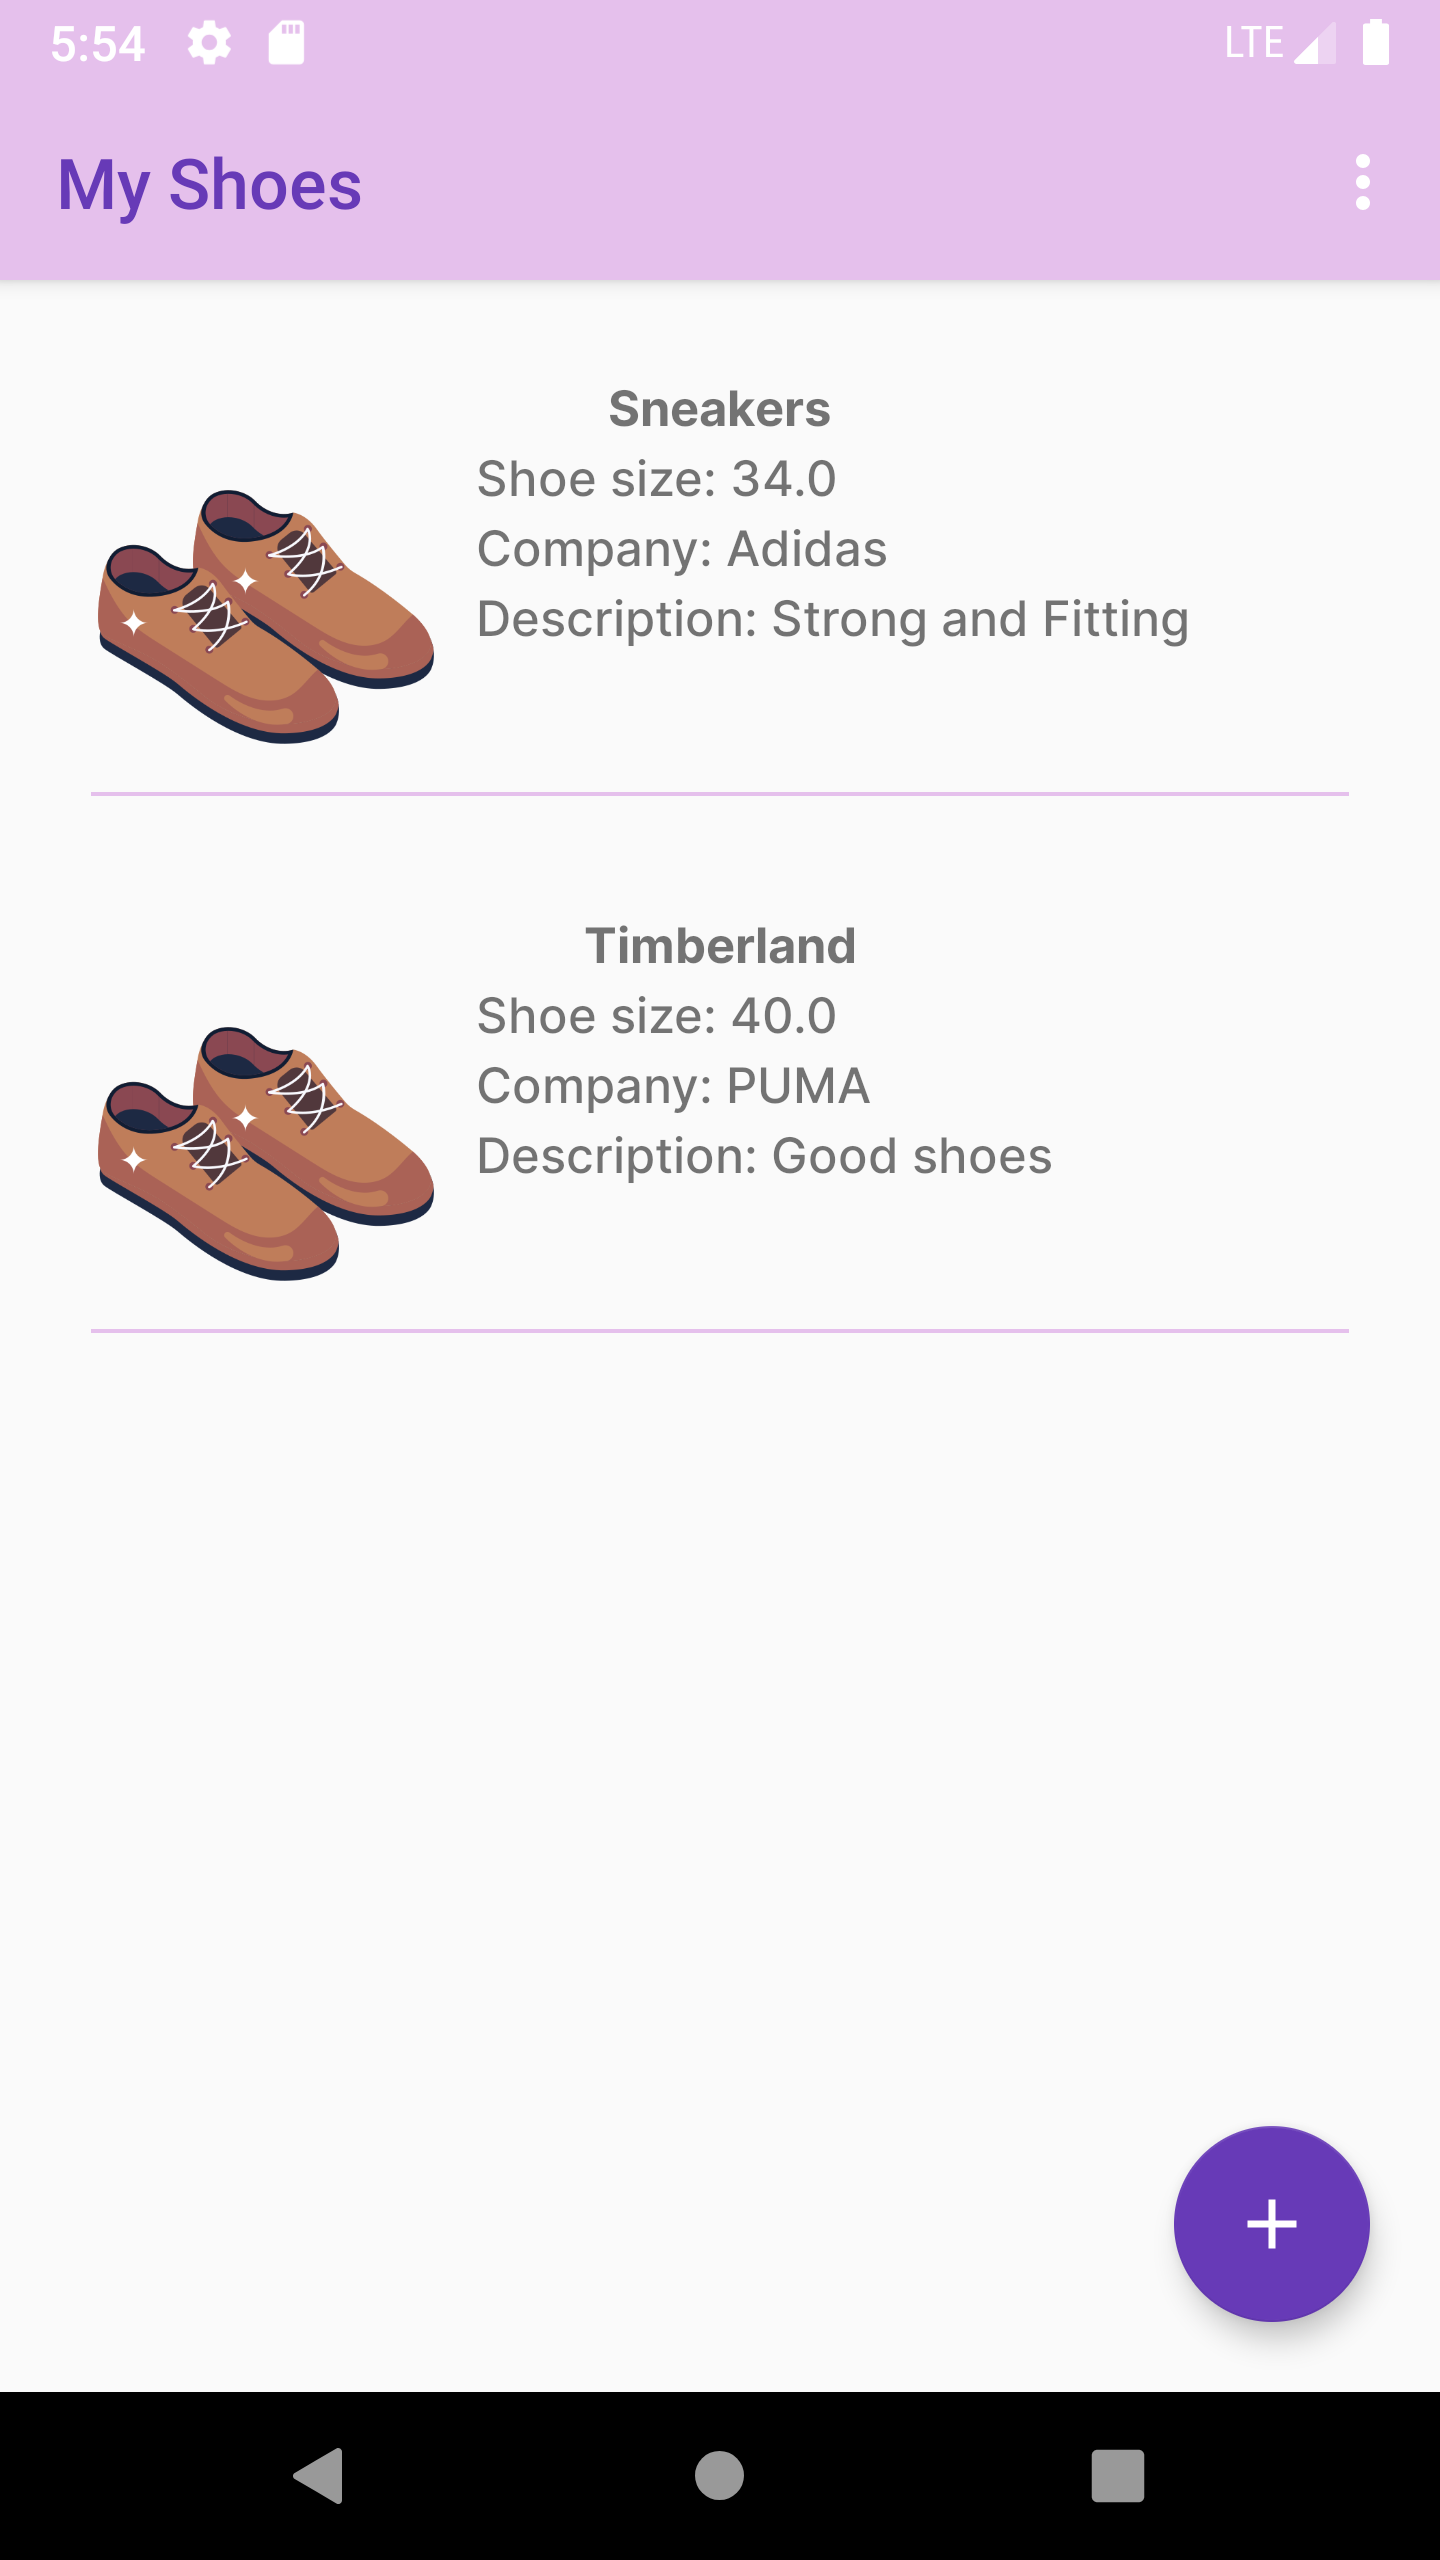 5:54 LTE
My Shoes
Sneakers
Shoe size: 34.0
Company: Adidas
Description: Strong and Fitting
Timberland
Shoe size: 40.0
Company: PUMA
Description: Good shoes